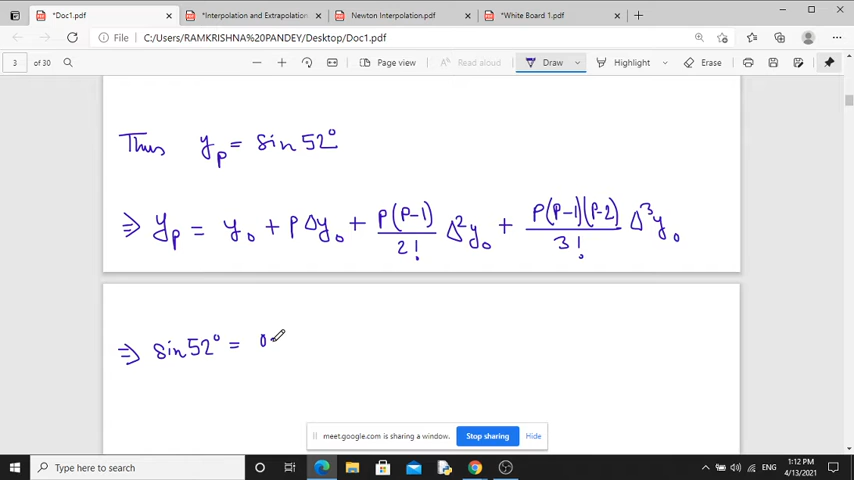 *Doc1.pdf
*Interpolation and Extrapolation
Newton Interpolation.pdf
*White Board 1.pdf
File C:/Users/RAMKRISHNA%20PANDEY/Desktop/Doc1.pdf
3 of 30 Page view Read aloud Draw Highlight Erase
Thus y_p = sin 52°
⇒ y_p = y_0 + p Δy_0 + p(p-1)/2! Δ²y_0 + p(p-1)(p-2)/3! Δ³y_0
⇒ sin 52° = 0.
meet.google.com is sharing a window. Stop sharing Hide
Type here to search
ENG
1:12 PM
4/13/2021